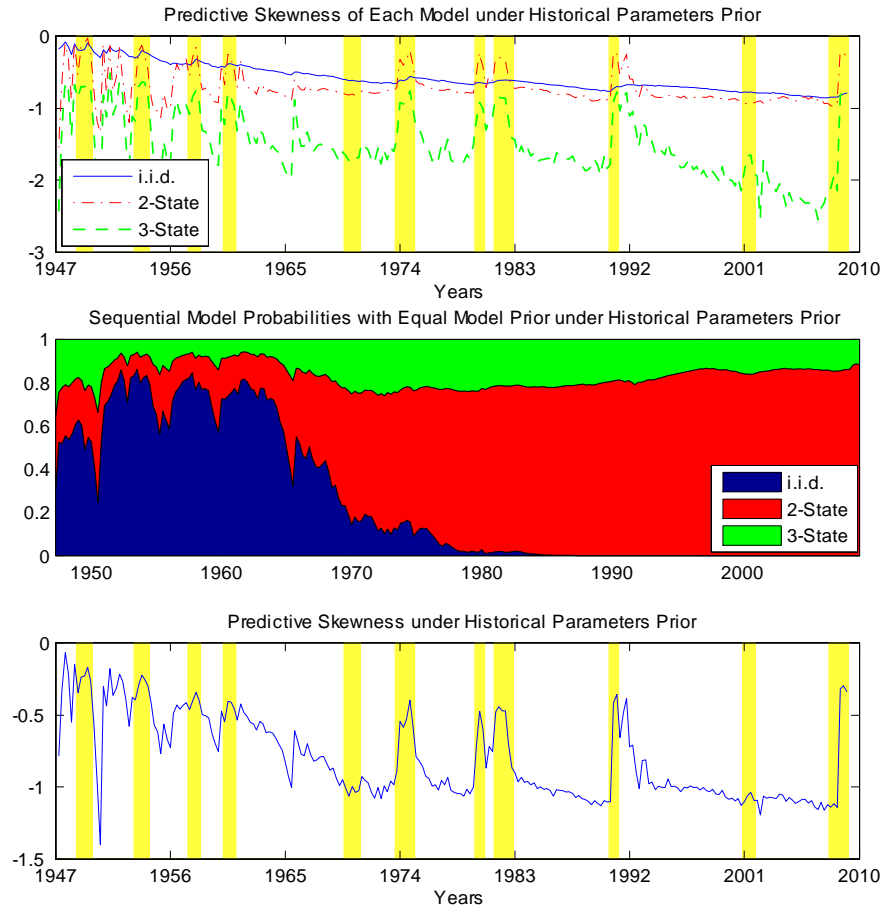 Predictive Skewness of Each Model under Historical Parameters Prior
0
-1
-2
-3
i.i.d.
2-State
3-State
1947 1956 1965 1974 1983 1992 2001 2010
Years
Sequential Model Probabilities with Equal Model Prior under Historical Parameters Prior
1
0.8
0.6
0.4
0.2
0
i.i.d.
2-State
3-State
1950 1960 1970 1980 1990 2000
Predictive Skewness under Historical Parameters Prior
0
-0.5
-1
-1.5
1947 1956 1965 1974 1983 1992 2001 2010
Years